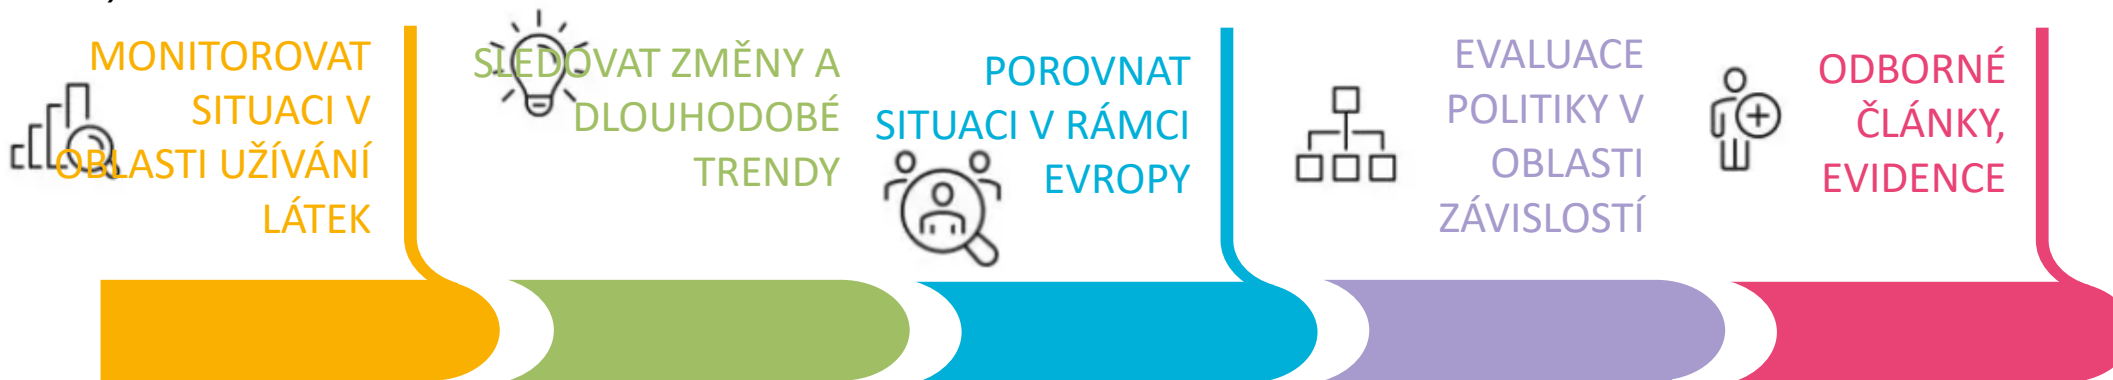 MONITOROVAT
SITUACI V
OBLASTI UŽÍVÁNÍ
LÁTEK
SLEDOVAT ZMĚNY A
DLOUHODOBÉ
TRENDY
POROVNAT
SITUACI V RÁMCI
EVROPY
EVALUACE
POLITIKY V
OBLASTI
ZÁVISLOSTÍ
ODBORNÉ
ČLÁNKY,
EVIDENCE